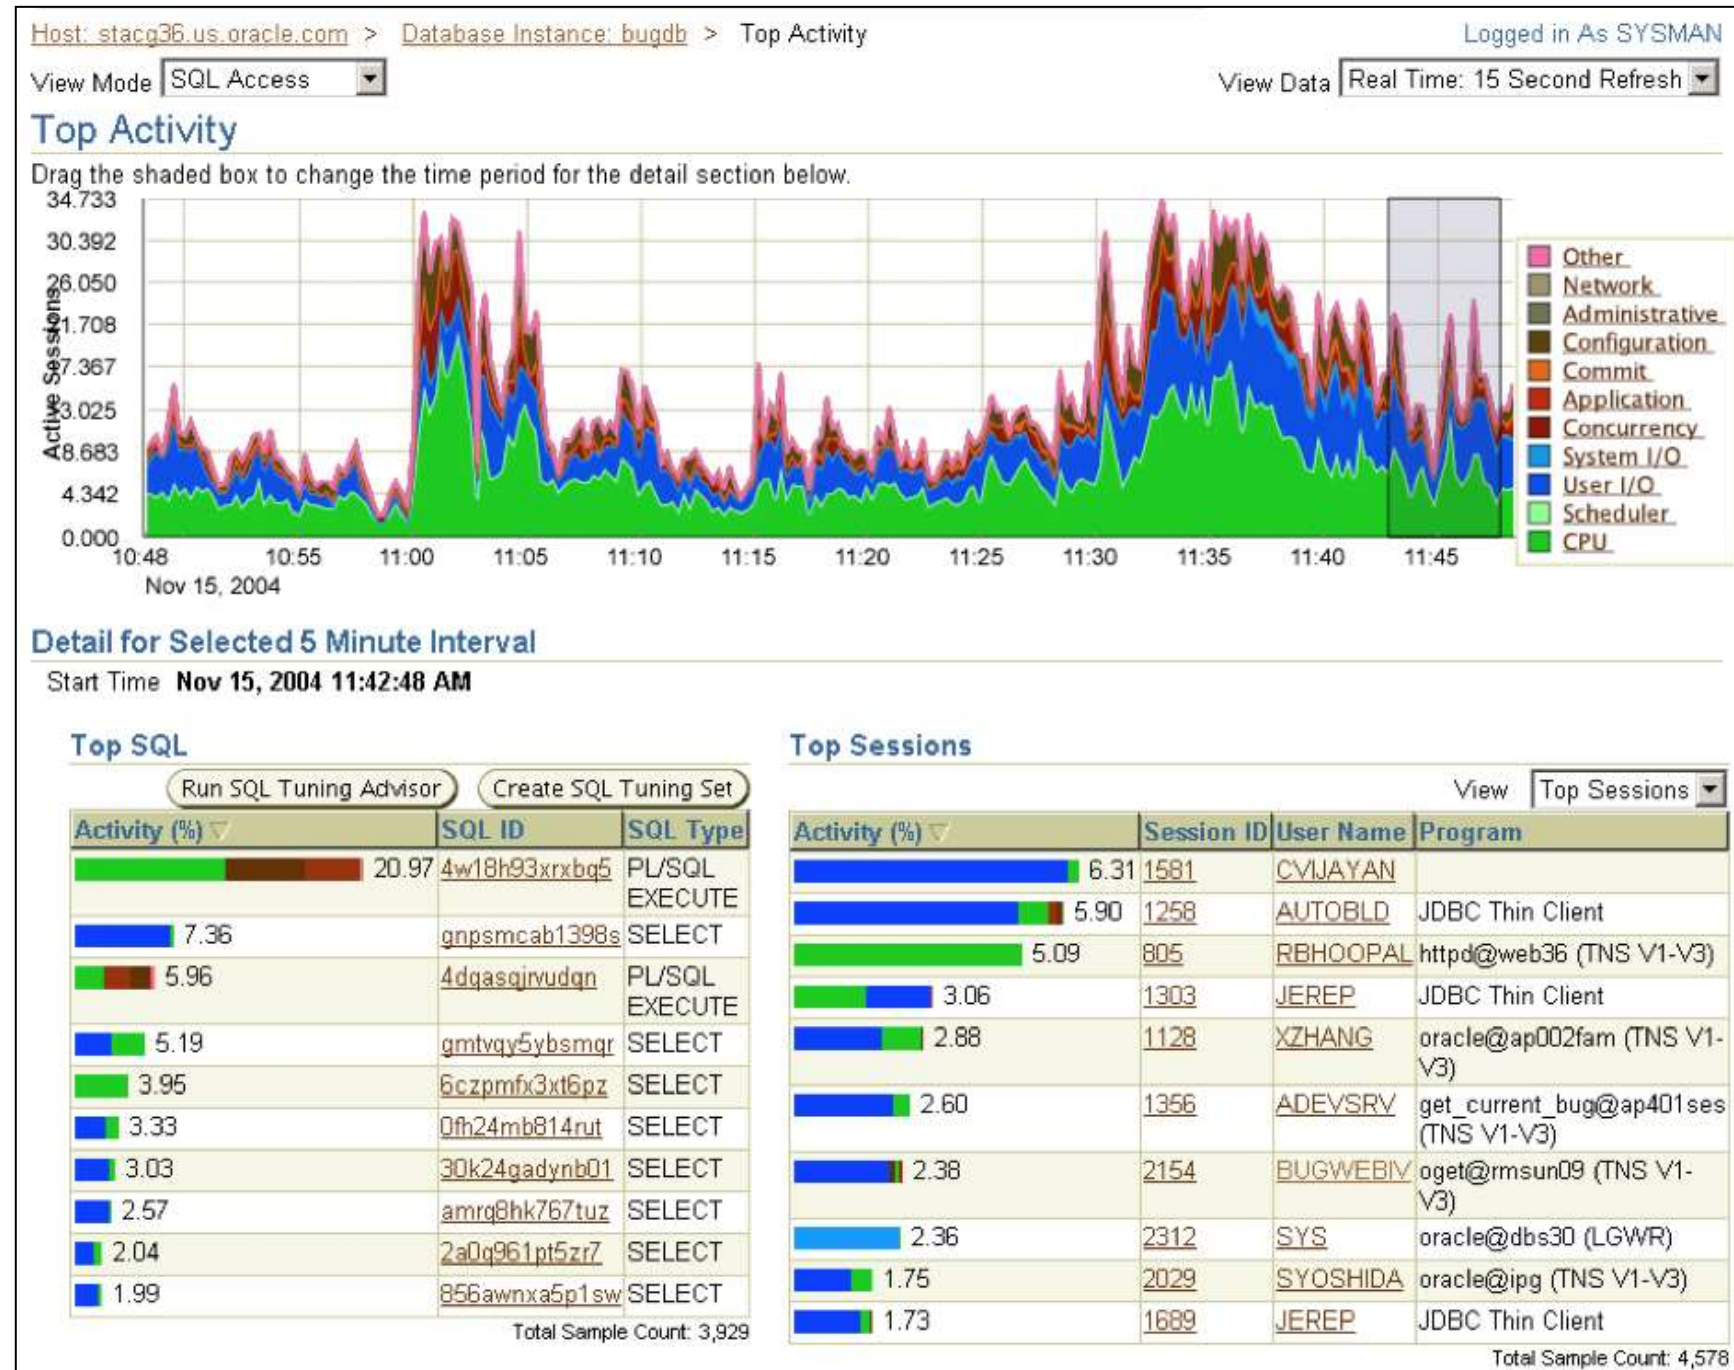 Host: stacg36.us.oracle.com > Database Instance: bugdb > Top Activity
Logged in As SYSMAN
View Mode SQL Access
View Data Real Time: 15 Second Refresh
Top Activity
Drag the shaded box to change the time period for the detail section below.
Active Sessions
34.733
30.392
26.050
21.708
17.367
13.025
8.683
4.342
0.000
10:48 10:55 11:00 11:05 11:10 11:15 11:20 11:25 11:30 11:35 11:40 11:45
Nov 15, 2004
Other
Network
Administrative
Configuration
Commit
Application
Concurrency
System I/O
User I/O
Scheduler
CPU
Detail for Selected 5 Minute Interval
Start Time Nov 15, 2004 11:42:48 AM
Top SQL
Run SQL Tuning Advisor Create SQL Tuning Set
Activity (%) SQL ID SQL Type
20.97 4w18h93xrxbq5 PL/SQL
EXECUTE
7.36 gnpsmcab1398s SELECT
5.96 4dqasqjrvudqn PL/SQL
EXECUTE
5.19 gmtvqy5ybsmqr SELECT
3.95 6czpmfx3xt6pz SELECT
3.33 0fh24mb814rut SELECT
3.03 30k24gadynb01 SELECT
2.57 amrq8hk767tuz SELECT
2.04 2a0q961pt5zr7 SELECT
1.99 856awnxa5p1sw SELECT
Total Sample Count: 3,929
Top Sessions
View Top Sessions
Activity (%) Session ID User Name Program
6.31 1581 CVIJAYAN
5.90 1258 AUTOBLD JDBC Thin Client
5.09 805 RBHOOPAL httpd@web36 (TNS V1-V3)
3.06 1303 JEREP JDBC Thin Client
2.88 1128 XZHANG oracle@ap002fam (TNS V1-
V3)
2.60 1356 ADEVSRV get_current_bug@ap401ses
(TNS V1-V3)
2.38 2154 BUGWEBIV oget@rmsun09 (TNS V1-
V3)
2.36 2312 SYS oracle@dbs30 (LGWR)
1.75 2029 SYOSHIDA oracle@ipg (TNS V1-V3)
1.73 1689 JEREP JDBC Thin Client
Total Sample Count: 4,578